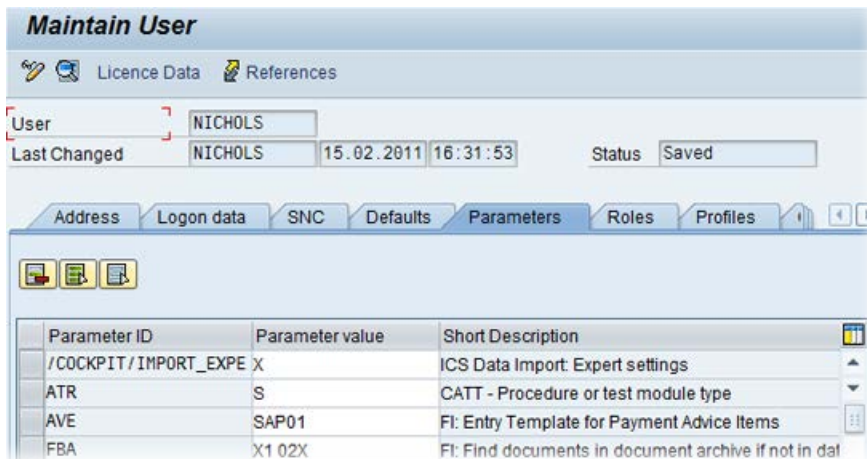 Maintain User
Licence Data References
User NICHOLS
Last Changed NICHOLS 15.02.2011 16:31:53 Status Saved
Address Logon data SNC Defaults Parameters Roles Profiles
Parameter ID Parameter value Short Description
/COCKPIT/IMPORT_EXPE X ICS Data Import: Expert settings
ATR S CATT - Procedure or test module type
AVE SAP01 FI: Entry Template for Payment Advice Items
FBA X1 02X FI: Find documents in document archive if not in dat